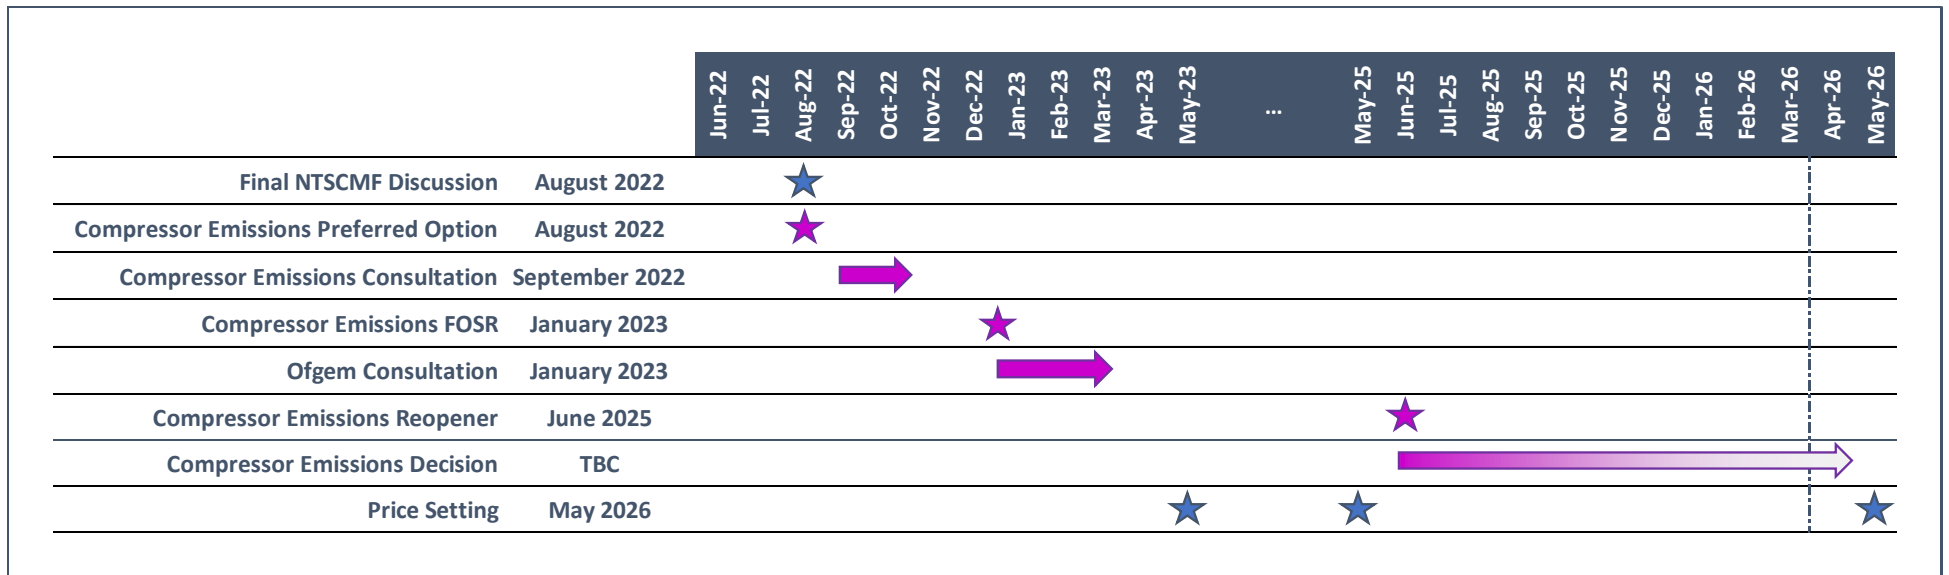 Jun-22 Jul-22 Aug-22 Sep-22 Oct-22 Nov-22 Dec-22 Jan-23 Feb-23 Mar-23 Apr-23 May-23 ... May-25 Jun-25 Jul-25 Aug-25 Sep-25 Oct-25 Nov-25 Dec-25 Jan-26 Feb-26 Mar-26 Apr-26 May-26
Final NTSCMF Discussion August 2022
Compressor Emissions Preferred Option August 2022
Compressor Emissions Consultation September 2022
Compressor Emissions FOSR January 2023
Ofgem Consultation January 2023
Compressor Emissions Reopener June 2025
Compressor Emissions Decision TBC
Price Setting May 2026